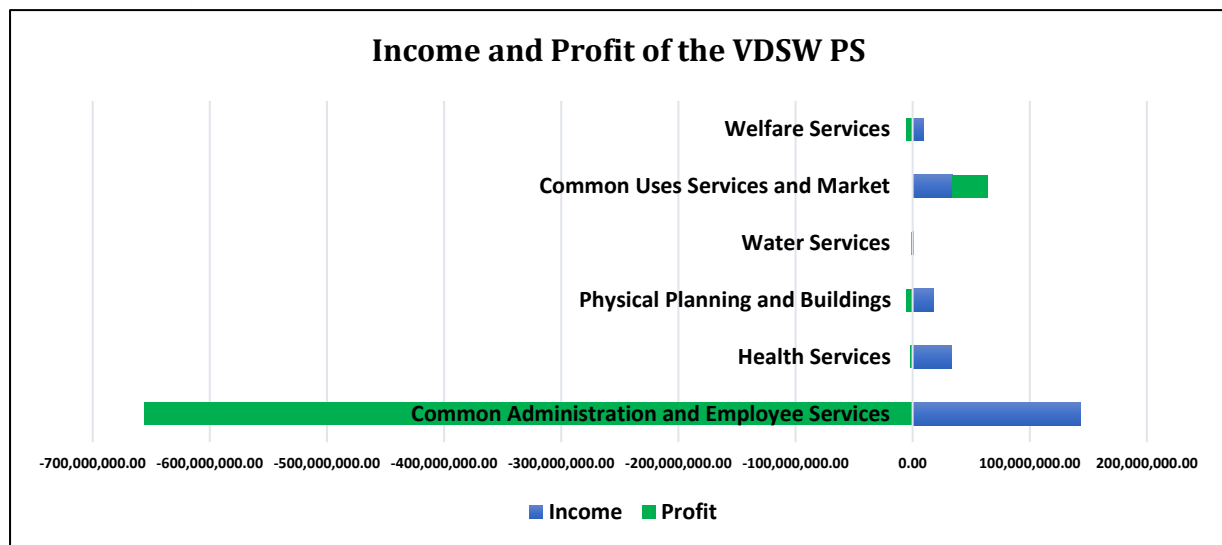 Income and Profit of the VDSW PS
Welfare Services
Common Uses Services and Market
Water Services
Physical Planning and Buildings
Health Services
Common Administration and Employee Services
-700,000,000.00 -600,000,000.00 -500,000,000.00 -400,000,000.00 -300,000,000.00 -200,000,000.00 -100,000,000.00 0.00 100,000,000.00 200,000,000.00
Income Profit